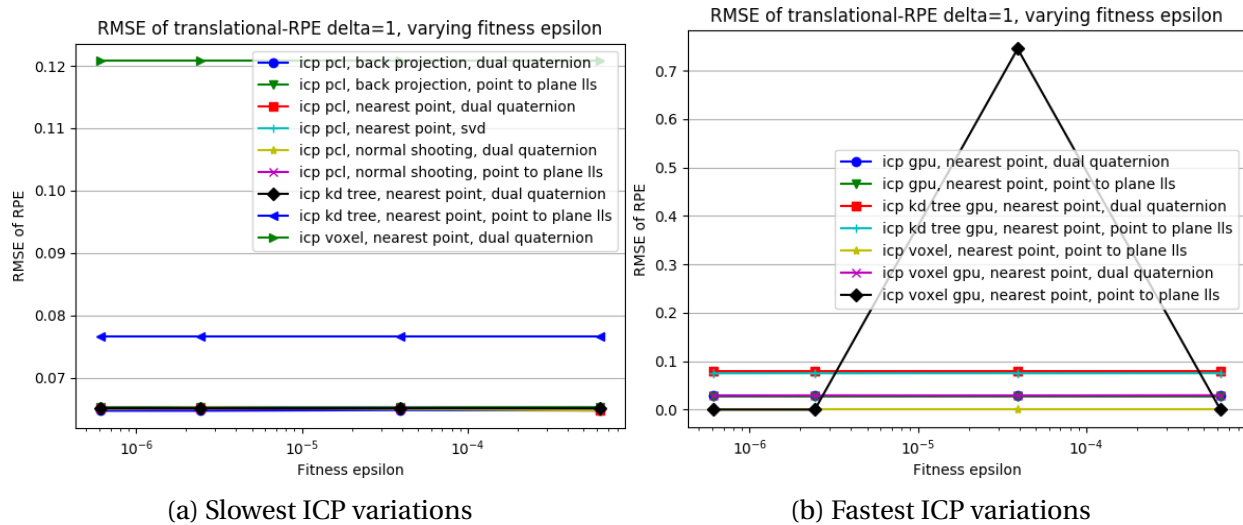 RMSE of translational-RPE delta=1, varying fitness epsilon
0.12
0.11
0.10
0.09
0.08
0.07
RMSE of RPE
icp pcl, back projection, dual quaternion
icp pcl, back projection, point to plane lls
icp pcl, nearest point, dual quaternion
icp pcl, nearest point, svd
icp pcl, normal shooting, dual quaternion
icp pcl, normal shooting, point to plane lls
icp kd tree, nearest point, dual quaternion
icp kd tree, nearest point, point to plane lls
icp voxel, nearest point, dual quaternion
10⁻⁶ 10⁻⁵ 10⁻⁴
Fitness epsilon
(a) Slowest ICP variations
RMSE of translational-RPE delta=1, varying fitness epsilon
0.7
0.6
0.5
0.4
0.3
0.2
0.1
0.0
RMSE of RPE
icp gpu, nearest point, dual quaternion
icp gpu, nearest point, point to plane lls
icp kd tree gpu, nearest point, dual quaternion
icp kd tree gpu, nearest point, point to plane lls
icp voxel, nearest point, point to plane lls
icp voxel gpu, nearest point, dual quaternion
icp voxel gpu, nearest point, point to plane lls
10⁻⁶ 10⁻⁵ 10⁻⁴
Fitness epsilon
(b) Fastest ICP variations